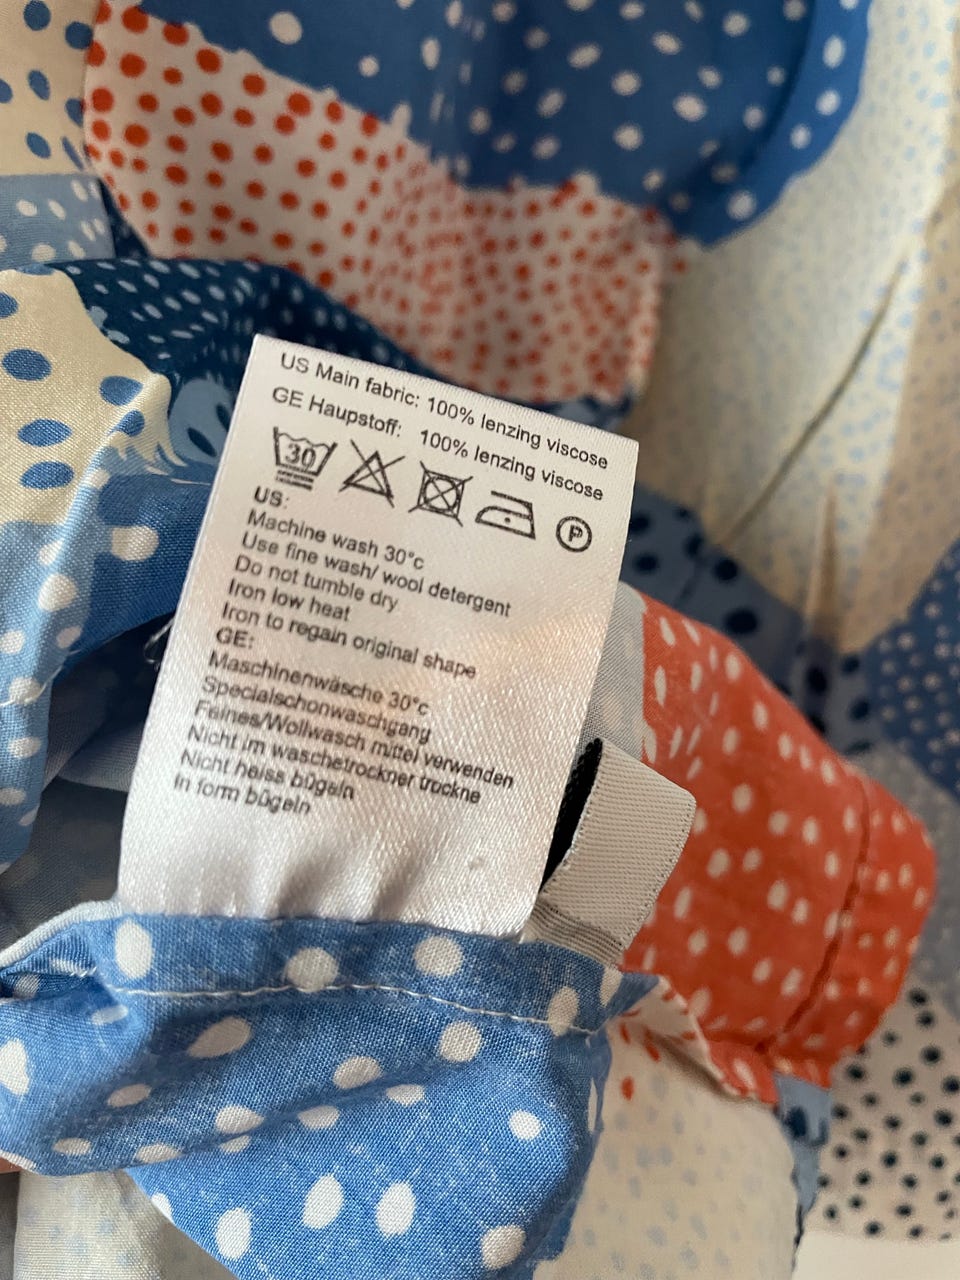 US Main fabric: 100% lenzing viscose
GE Haupstoff: 100% lenzing viscose
30 P
US:
Machine wash 30°c
Use fine wash/ wool detergent
Do not tumble dry
Iron low heat
Iron to regain original shape
GE:
Maschinenwäsche 30°c
Specialschonwaschgang
Feines/Wollwasch mittel verwenden
Nicht im waschetrockner trockne
Nicht heiss bügeln
In form bügeln